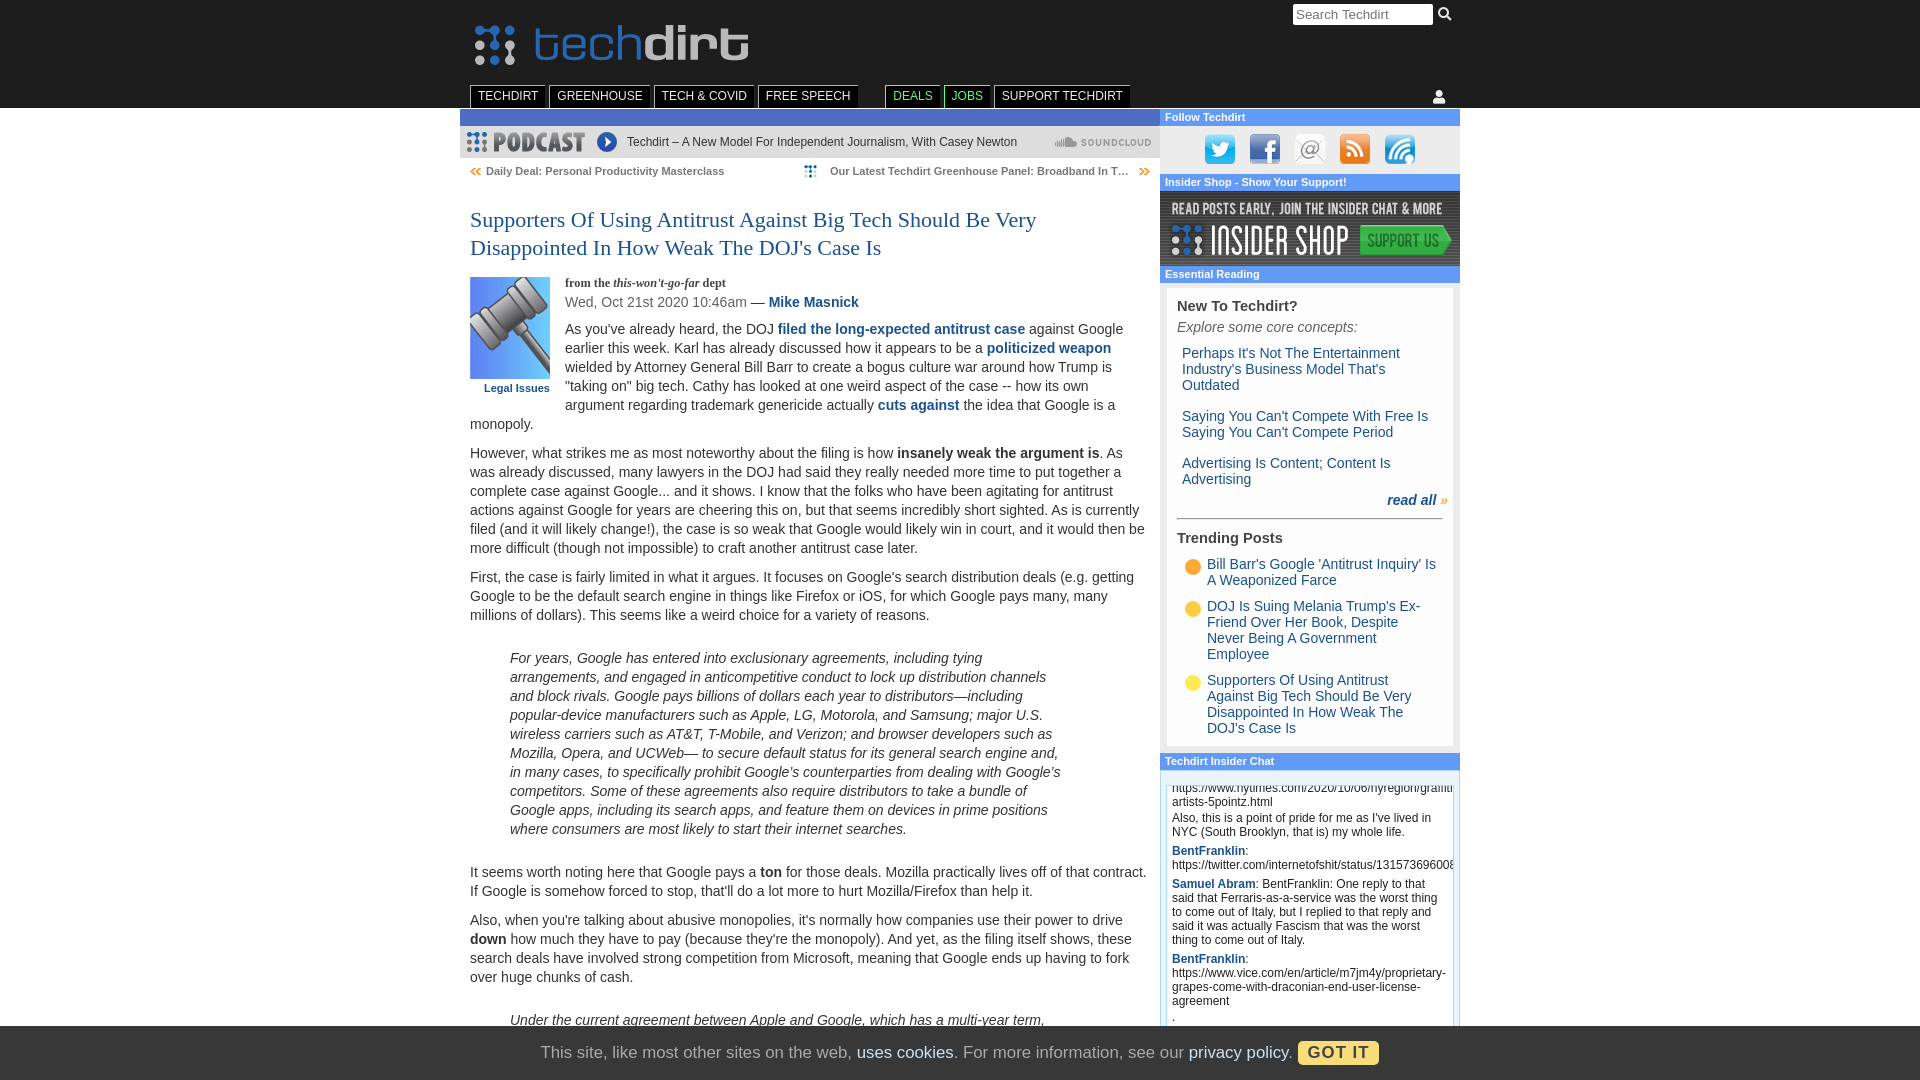 Search Techdirt
techdirt
TECHDIRT GREENHOUSE TECH & COVID FREE SPEECH DEALS JOBS SUPPORT TECHDIRT
PODCAST Techdirt – A New Model For Independent Journalism, With Casey Newton SOUNDCLOUD
Daily Deal: Personal Productivity Masterclass
Our Latest Techdirt Greenhouse Panel: Broadband In T…
Supporters Of Using Antitrust Against Big Tech Should Be Very
Disappointed In How Weak The DOJ's Case Is
Legal Issues
from the this-won't-go-far dept
Wed, Oct 21st 2020 10:46am — Mike Masnick
As you've already heard, the DOJ filed the long-expected antitrust case against Google
earlier this week. Karl has already discussed how it appears to be a politicized weapon
wielded by Attorney General Bill Barr to create a bogus culture war around how Trump is
"taking on" big tech. Cathy has looked at one weird aspect of the case -- how its own
argument regarding trademark genericide actually cuts against the idea that Google is a
monopoly.
However, what strikes me as most noteworthy about the filing is how insanely weak the argument is. As
was already discussed, many lawyers in the DOJ had said they really needed more time to put together a
complete case against Google... and it shows. I know that the folks who have been agitating for antitrust
actions against Google for years are cheering this on, but that seems incredibly short sighted. As is currently
filed (and it will likely change!), the case is so weak that Google would likely win in court, and it would then be
more difficult (though not impossible) to craft another antitrust case later.
First, the case is fairly limited in what it argues. It focuses on Google's search distribution deals (e.g. getting
Google to be the default search engine in things like Firefox or iOS, for which Google pays many, many
millions of dollars). This seems like a weird choice for a variety of reasons.
For years, Google has entered into exclusionary agreements, including tying
arrangements, and engaged in anticompetitive conduct to lock up distribution channels
and block rivals. Google pays billions of dollars each year to distributors—including
popular-device manufacturers such as Apple, LG, Motorola, and Samsung; major U.S.
wireless carriers such as AT&T, T-Mobile, and Verizon; and browser developers such as
Mozilla, Opera, and UCWeb— to secure default status for its general search engine and,
in many cases, to specifically prohibit Google's counterparties from dealing with Google's
competitors. Some of these agreements also require distributors to take a bundle of
Google apps, including its search apps, and feature them on devices in prime positions
where consumers are most likely to start their internet searches.
It seems worth noting here that Google pays a ton for those deals. Mozilla practically lives off of that contract.
If Google is somehow forced to stop, that'll do a lot more to hurt Mozilla/Firefox than help it.
Also, when you're talking about abusive monopolies, it's normally how companies use their power to drive
down how much they have to pay (because they're the monopoly). And yet, as the filing itself shows, these
search deals have involved strong competition from Microsoft, meaning that Google ends up having to fork
over huge chunks of cash.
Under the current agreement between Apple and Google, which has a multi-year term,
Follow Techdirt
Insider Shop - Show Your Support!
READ POSTS EARLY, JOIN THE INSIDER CHAT & MORE
INSIDER SHOP SUPPORT US
Essential Reading
New To Techdirt?
Explore some core concepts:
Perhaps It's Not The Entertainment
Industry's Business Model That's
Outdated
Saying You Can't Compete With Free Is
Saying You Can't Compete Period
Advertising Is Content; Content Is
Advertising
read all »
Trending Posts
Bill Barr's Google 'Antitrust Inquiry' Is
A Weaponized Farce
DOJ Is Suing Melania Trump's Ex-
Friend Over Her Book, Despite
Never Being A Government
Employee
Supporters Of Using Antitrust
Against Big Tech Should Be Very
Disappointed In How Weak The
DOJ's Case Is
Techdirt Insider Chat
https://www.nytimes.com/2020/10/06/nyregion/graffiti
artists-5pointz.html
Also, this is a point of pride for me as I've lived in
NYC (South Brooklyn, that is) my whole life.
BentFranklin:
https://twitter.com/internetofshit/status/131573696008
Samuel Abram: BentFranklin: One reply to that
said that Ferraris-as-a-service was the worst thing
to come out of Italy, but I replied to that reply and
said it was actually Fascism that was the worst
thing to come out of Italy.
BentFranklin:
https://www.vice.com/en/article/m7jm4y/proprietary-
grapes-come-with-draconian-end-user-license-
agreement
.
This site, like most other sites on the web, uses cookies. For more information, see our privacy policy. GOT IT